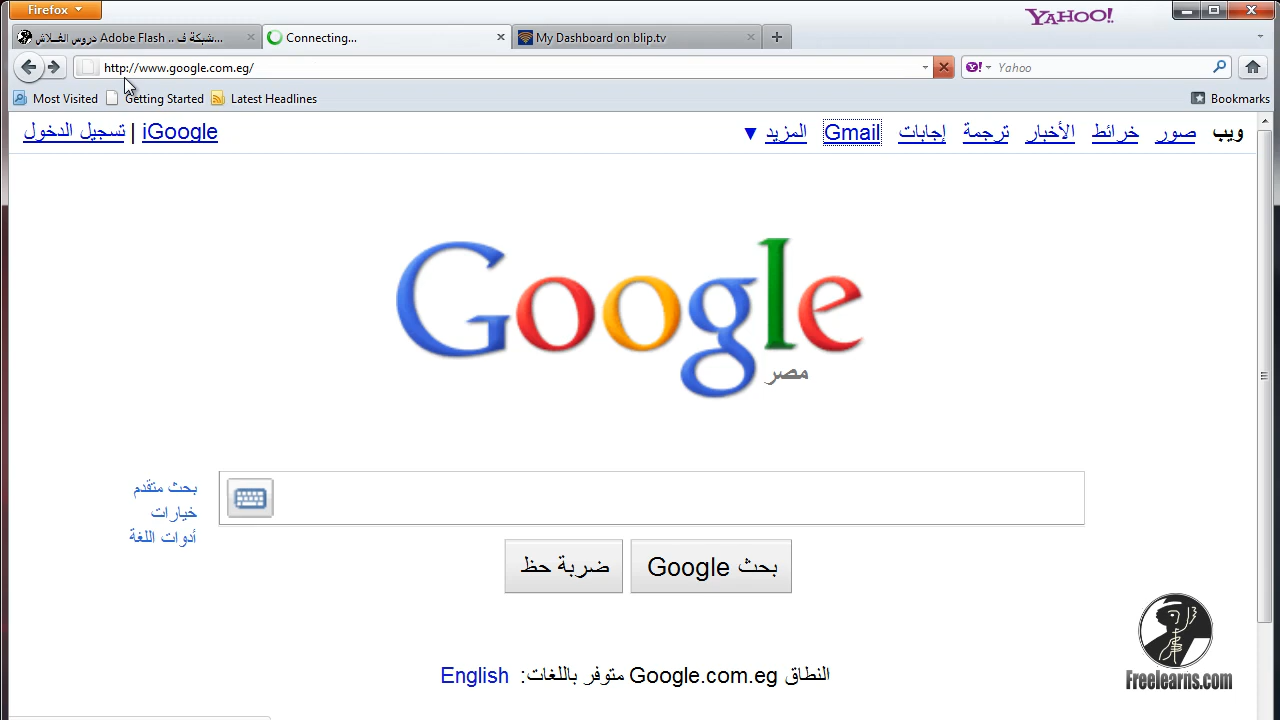 Firefox
YAHOO!
شبكة ف .. Adobe Flash دروس الفـلاش...
Connecting...
My Dashboard on blip.tv
http://www.google.com.eg/
Yahoo
Most Visited
Getting Started
Latest Headlines
Bookmarks
ويب صور خرائط الأخبار ترجمة إجابات Gmail المزيد ▼
iGoogle | تسجيل الدخول
Google
مصر
بحث متقدم
خيارات
أدوات اللغة
بحث Google
ضربة حظ
النطاق Google.com.eg متوفر باللغات: English
Freelearns.com